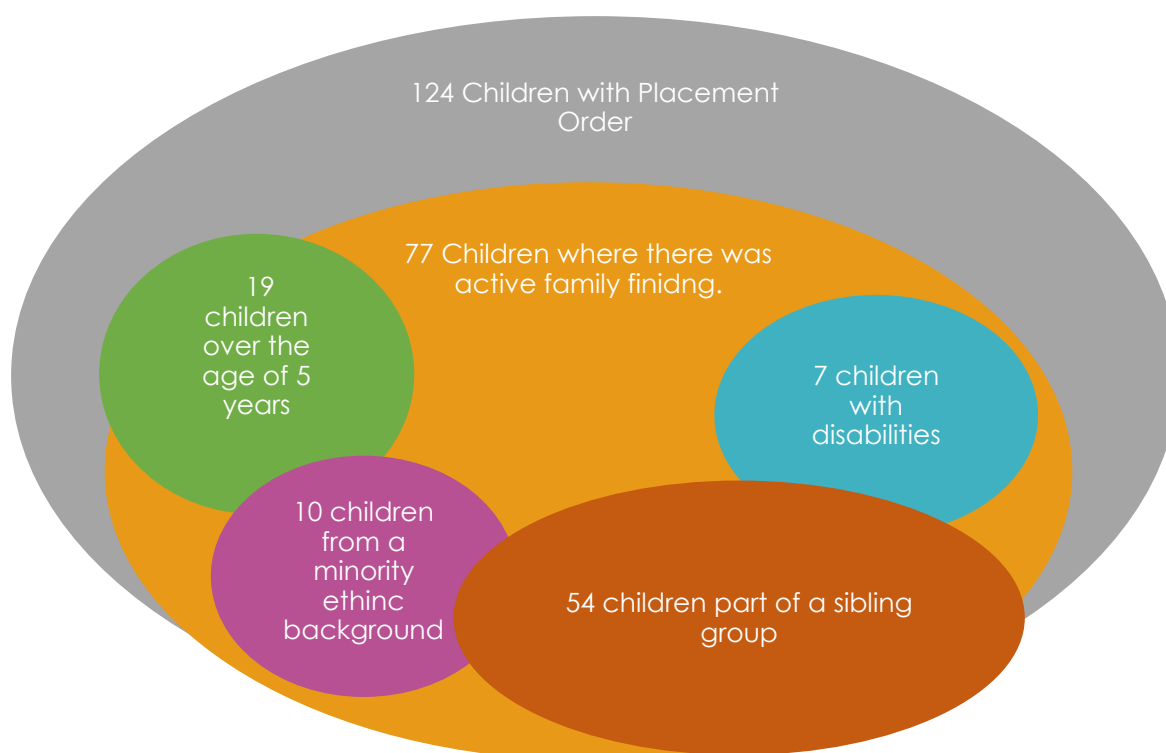 124 Children with Placement
Order
77 Children where there was
active family finidng.
19
children
over the
age of 5
years
7 children
with
disabilities
10 children
from a
minority
ethinc
background
54 children part of a sibling
group